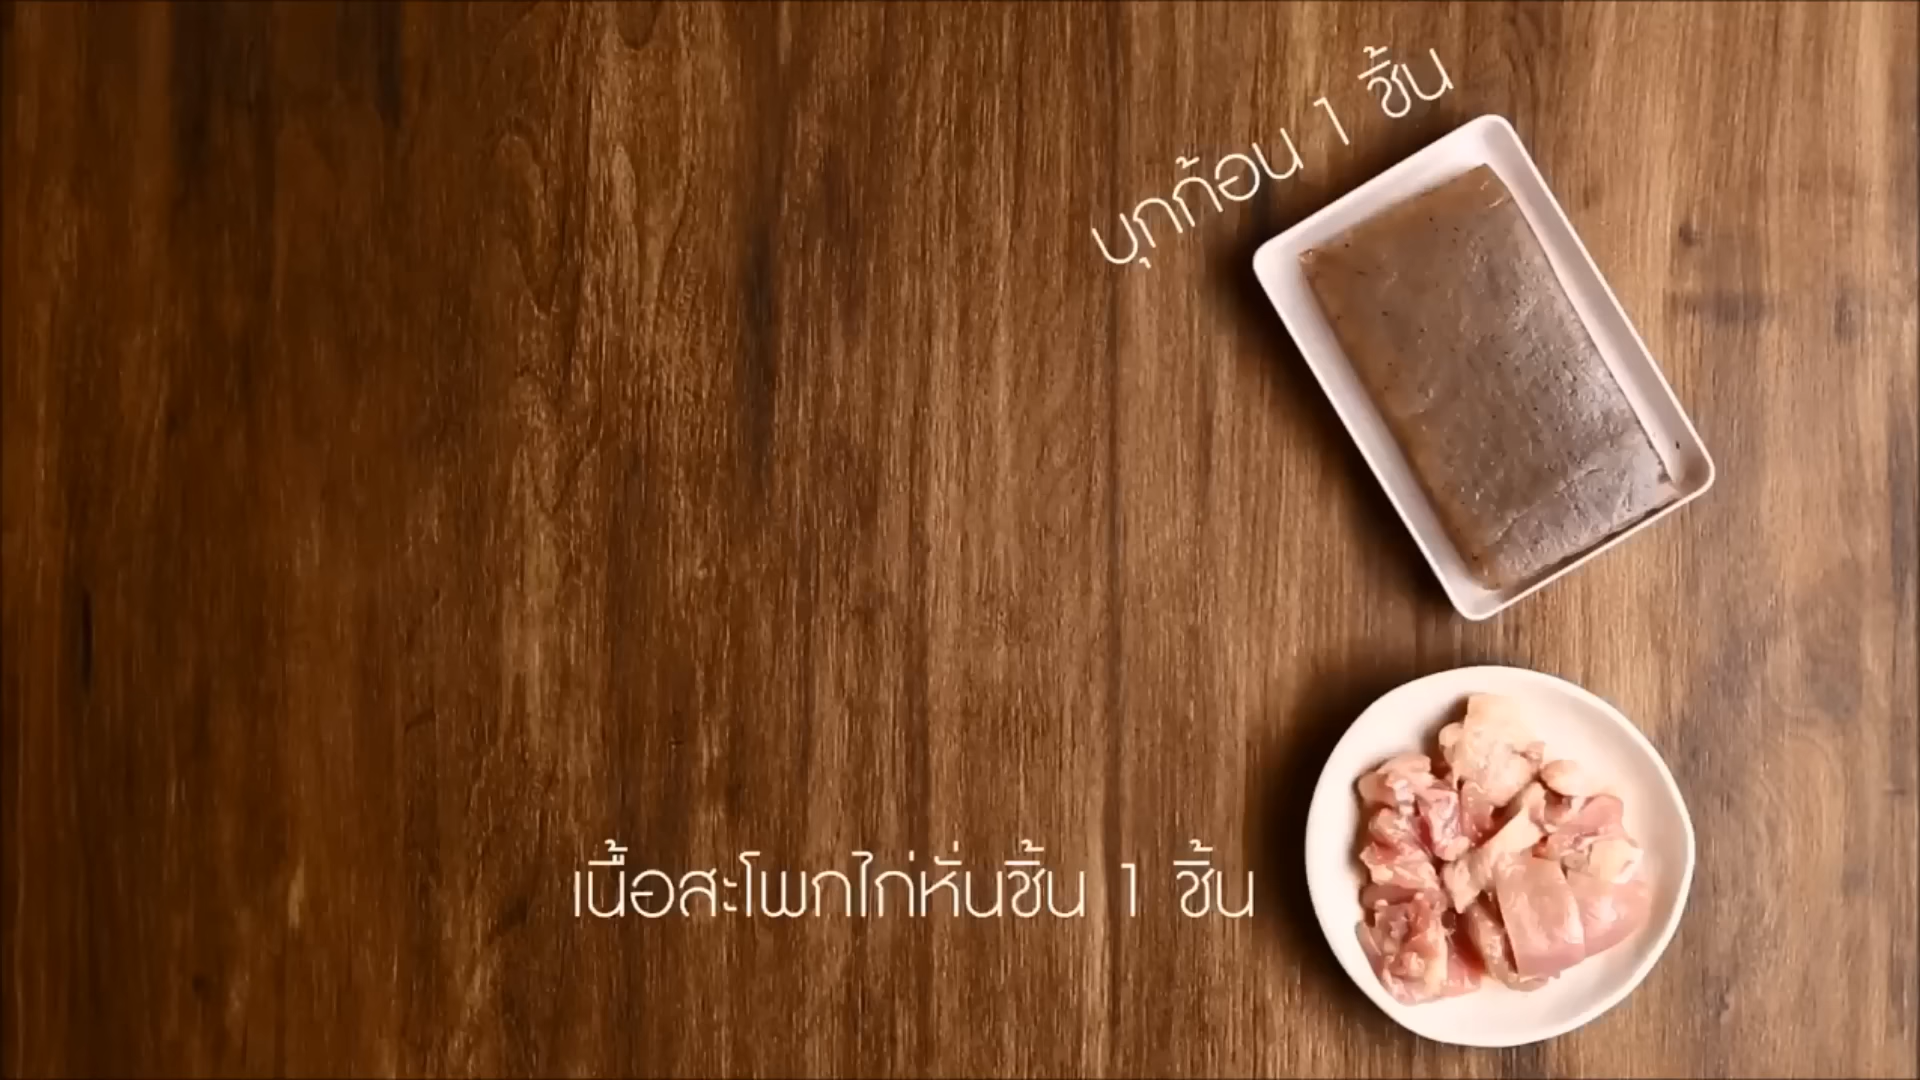 บุกก้อน 1 ชิ้น
เนื้อสะโพกไก่หั่นชิ้น 1 ชิ้น